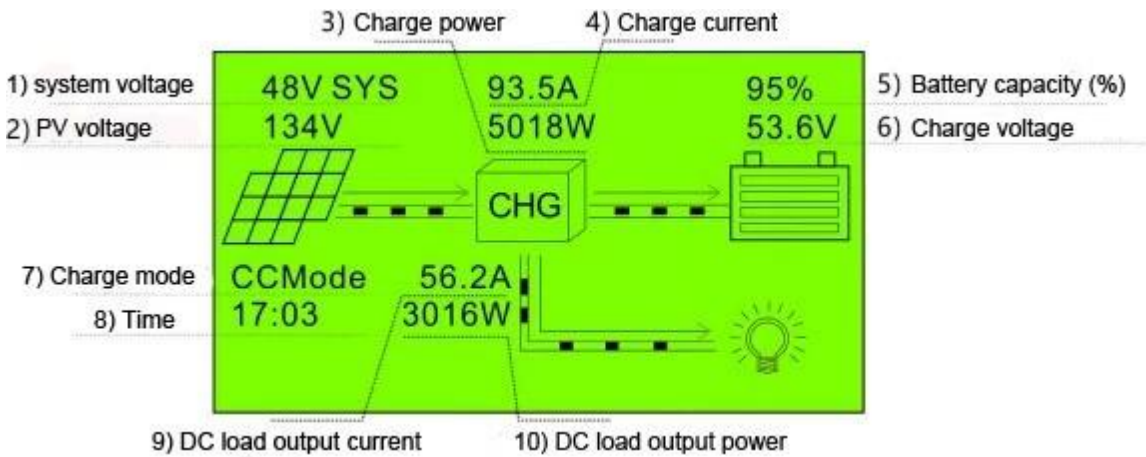 3) Charge power
4) Charge current
1) system voltage
48V SYS
93.5A
95%
5) Battery capacity (%)
2) PV voltage
134V
5018W
53.6V
6) Charge voltage
CHG
7) Charge mode
CCMode
56.2A
8) Time
17:03
3016W
9) DC load output current
10) DC load output power